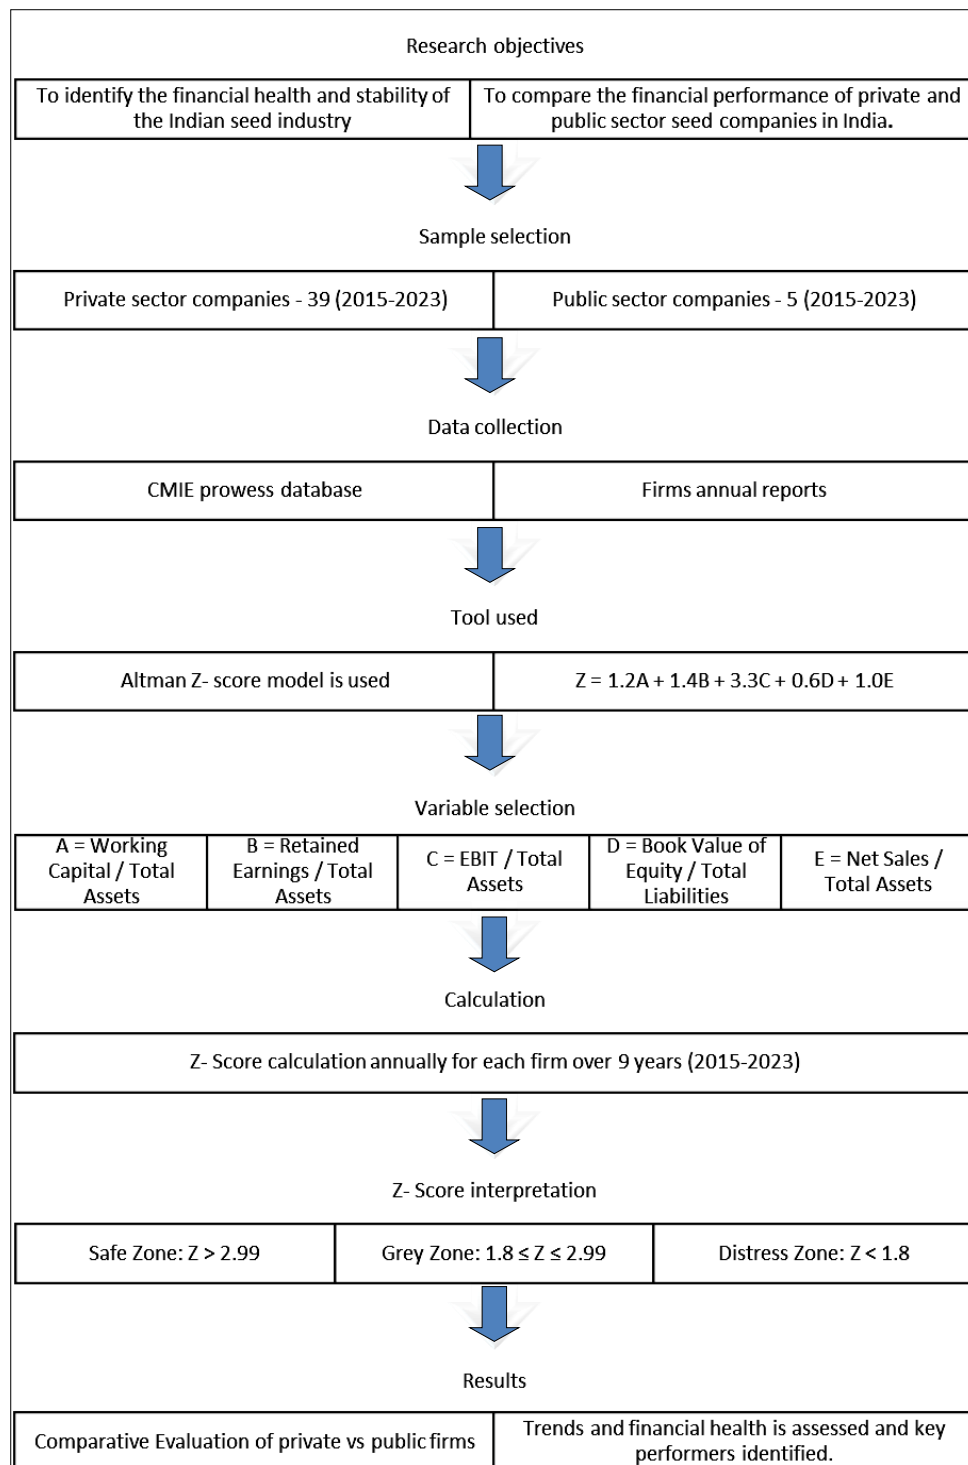 Research objectives
To identify the financial health and stability of
the Indian seed industry
To compare the financial performance of private and
public sector seed companies in India.
Sample selection
Private sector companies - 39 (2015-2023)
Public sector companies - 5 (2015-2023)
Data collection
CMIE prowess database
Firms annual reports
Tool used
Altman Z- score model is used
Z = 1.2A + 1.4B + 3.3C + 0.6D + 1.0E
Variable selection
A = Working
Capital / Total
Assets
B = Retained
Earnings / Total
Assets
C = EBIT / Total
Assets
D = Book Value of
Equity / Total
Liabilities
E = Net Sales /
Total Assets
Calculation
Z- Score calculation annually for each firm over 9 years (2015-2023)
Z- Score interpretation
Safe Zone: Z > 2.99
Grey Zone: 1.8 ≤ Z ≤ 2.99
Distress Zone: Z < 1.8
Results
Comparative Evaluation of private vs public firms
Trends and financial health is assessed and key
performers identified.